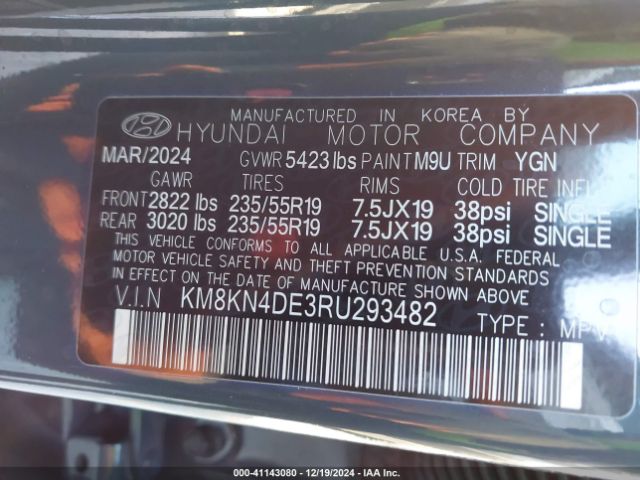 MANUFACTURED IN KOREA BY
HYUNDAI MOTOR COMPANY
MAR/2024 GVWR 5423 lbs PAINT M9U TRIM YGN
GAWR TIRES RIMS COLD TIRE INFL
FRONT 2822 lbs 235/55R19 7.5JX19 38psi SINGLE
REAR 3020 lbs 235/55R19 7.5JX19 38psi SINGLE
THIS VEHICLE CONFORMS TO ALL APPLICABLE U.S.A. FEDERAL
MOTOR VEHICLE SAFETY AND THEFT PREVENTION STANDARDS
IN EFFECT ON THE DATE OF MANUFACTURE SHOWN ABOVE.
V.I.N KM8KN4DE3RU293482 TYPE : MPV
000-41143080 - 12/19/2024 - IAA Inc.